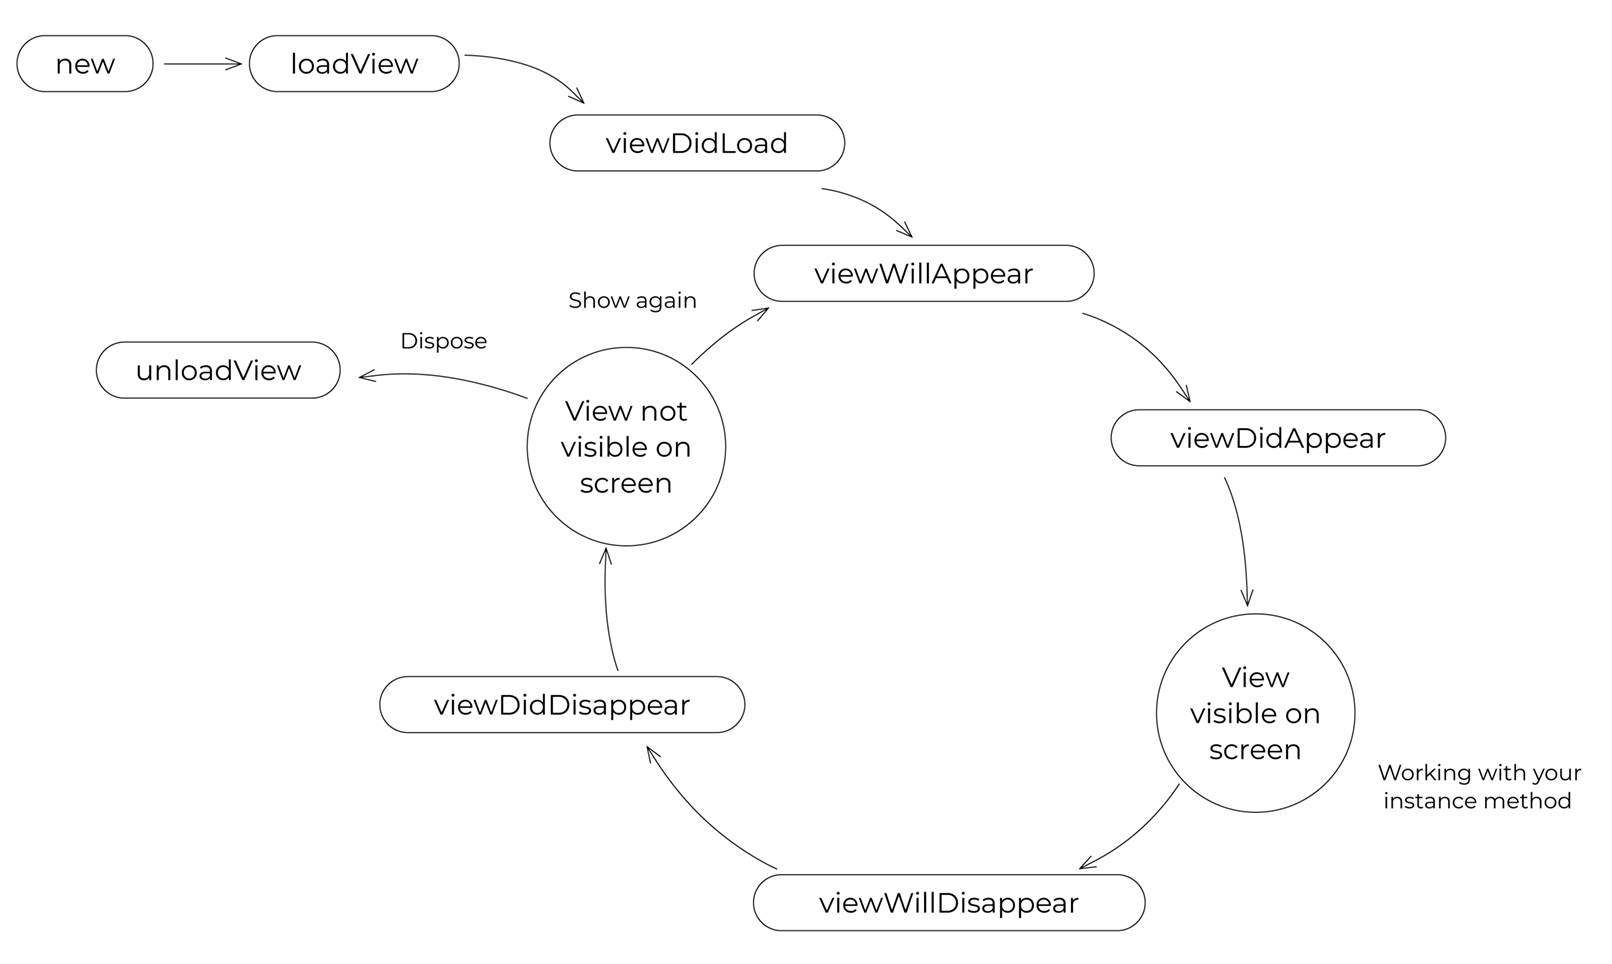 new
loadView
viewDidLoad
viewWillAppear
Show again
Dispose
unloadView
View not
visible on
screen
viewDidAppear
View
visible on
screen
viewDidDisappear
Working with your
instance method
viewWillDisappear